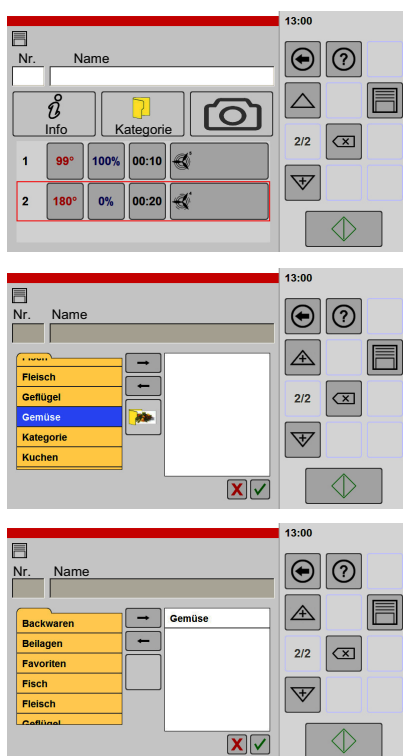 13:00
Nr. Name
Info Kategorie
1 99° 100% 00:10
2 180° 0% 00:20
2/2
13:00
Nr. Name
Fisch
Fleisch
Geflügel
Gemüse
Kategorie
Kuchen
2/2
13:00
Nr. Name
Backwaren
Beilagen
Favoriten
Fisch
Fleisch
Geflügel
Gemüse
2/2